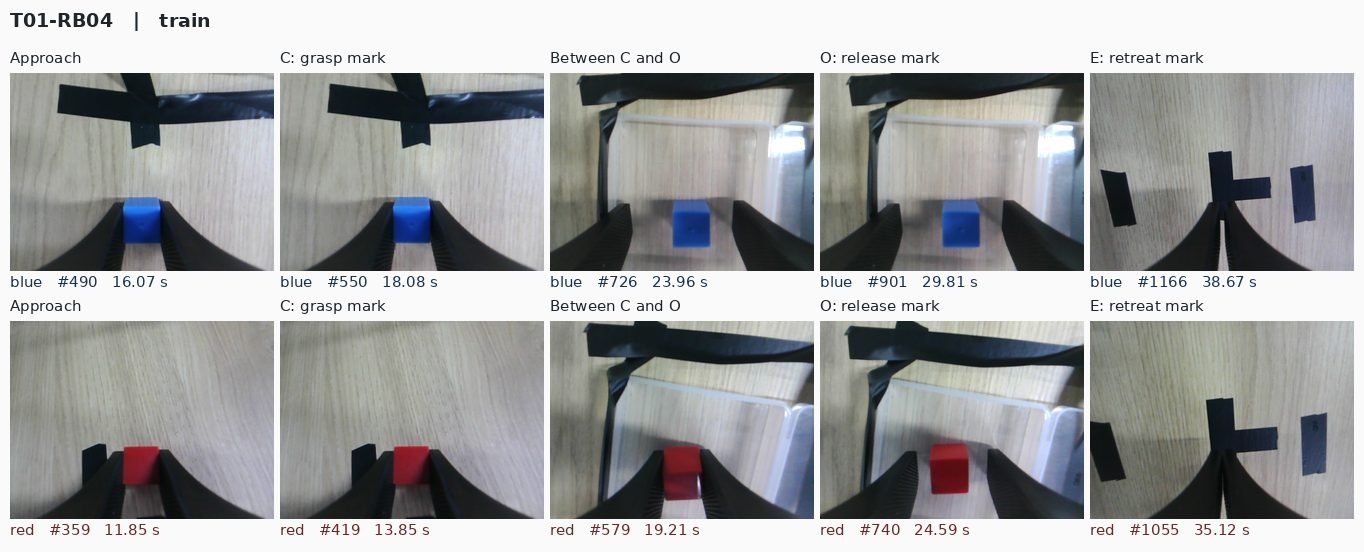 T01-RB04 | train
Approach C: grasp mark Between C and O O: release mark E: retreat mark
blue #490 16.07 s blue #550 18.08 s blue #726 23.96 s blue #901 29.81 s blue #1166 38.67 s
Approach C: grasp mark Between C and O O: release mark E: retreat mark
red #359 11.85 s red #419 13.85 s red #579 19.21 s red #740 24.59 s red #1055 35.12 s